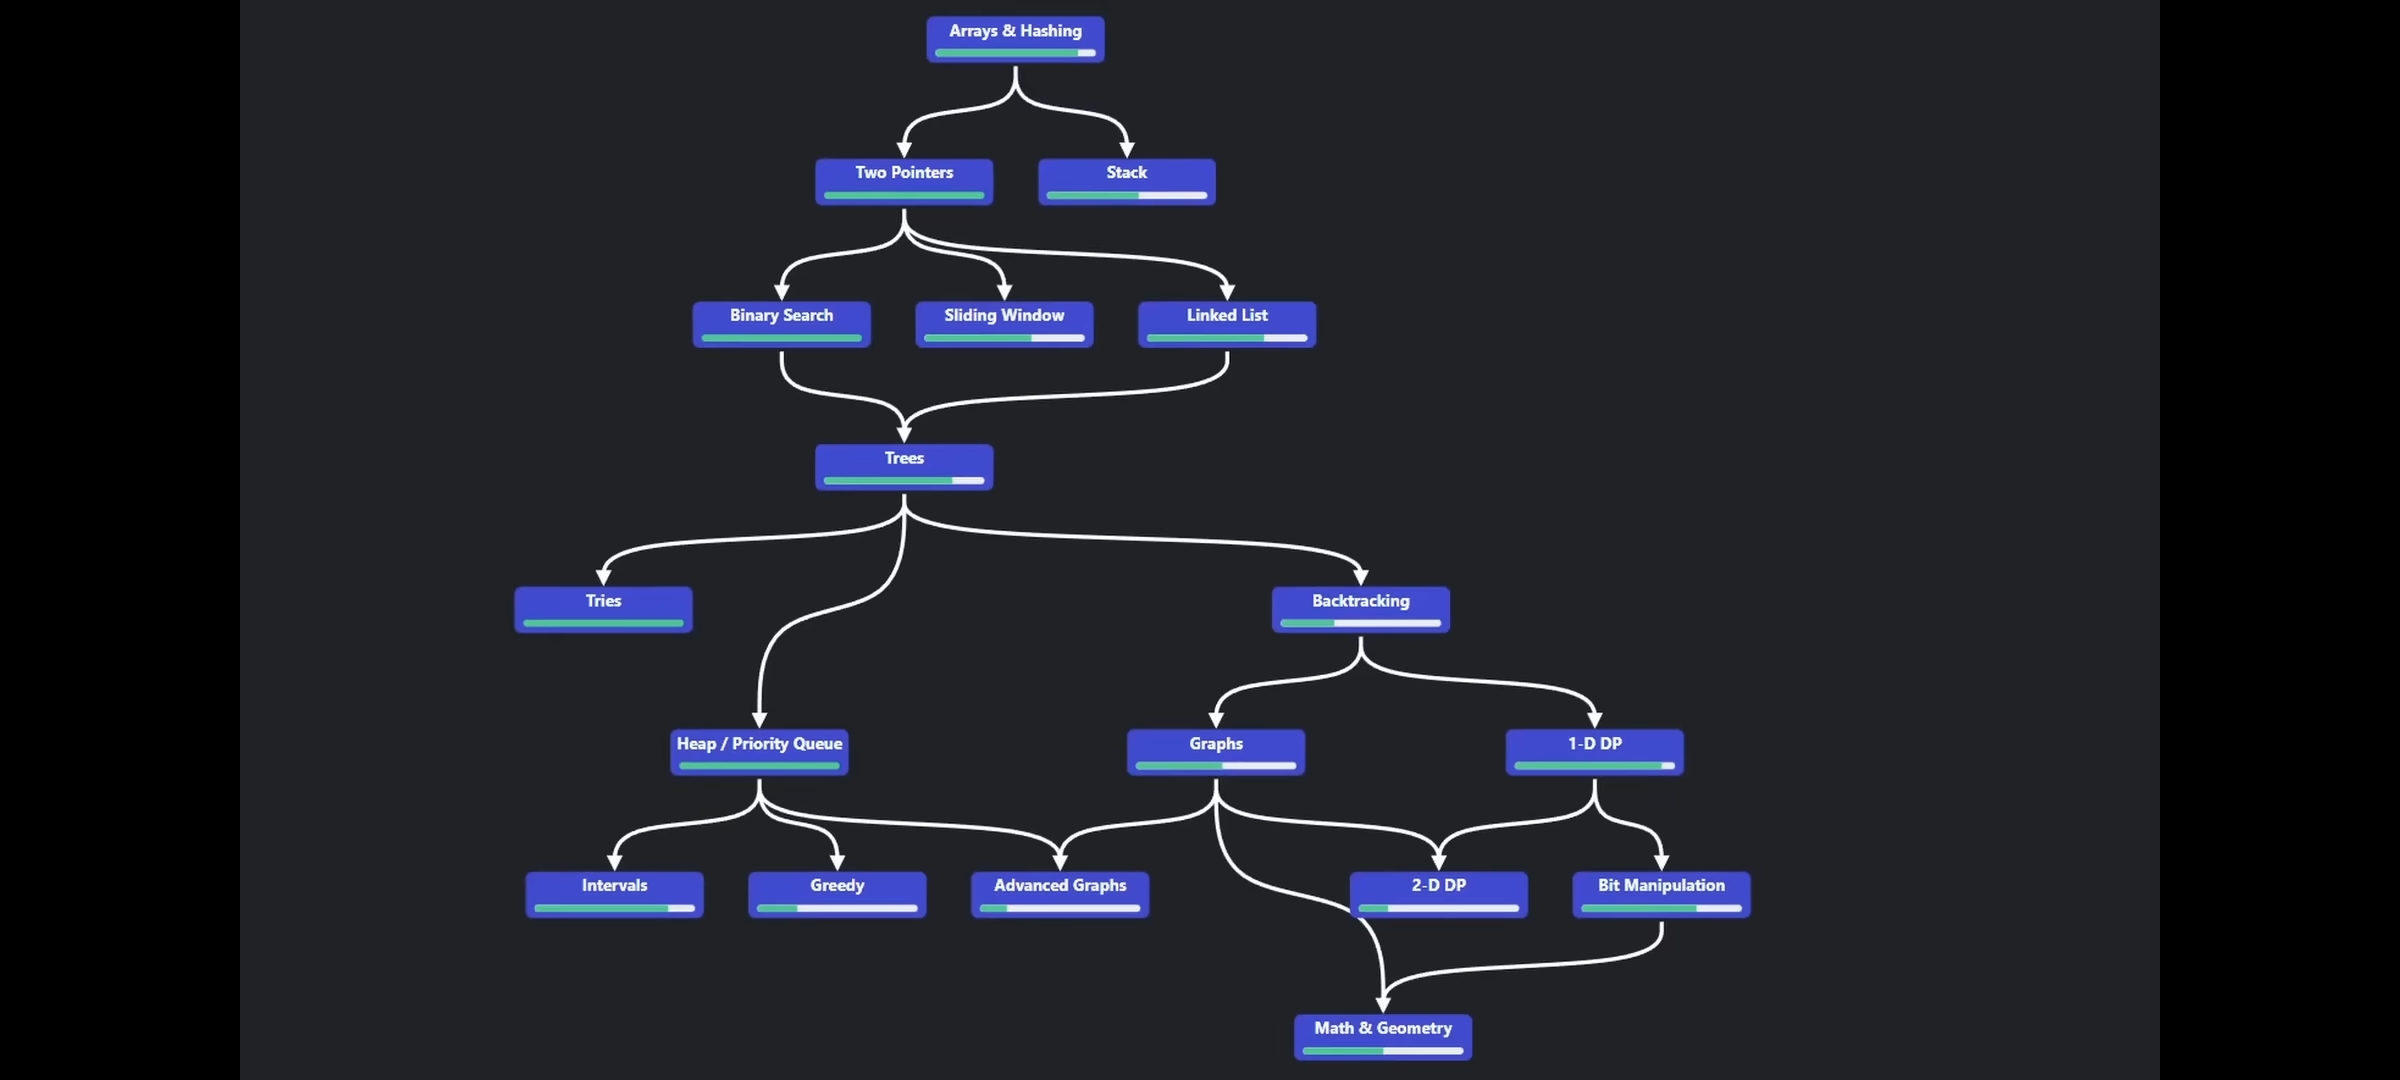 Arrays & Hashing
Two Pointers
Stack
Binary Search
Sliding Window
Linked List
Trees
Tries
Backtracking
Heap / Priority Queue
Graphs
1-D DP
Intervals
Greedy
Advanced Graphs
2-D DP
Bit Manipulation
Math & Geometry